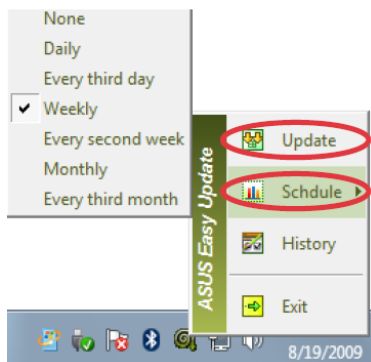 None
Daily
Every third day
Weekly
Every second week
Monthly
Every third month
ASUS Easy Update
Update
Schdule
History
Exit
8/19/2009